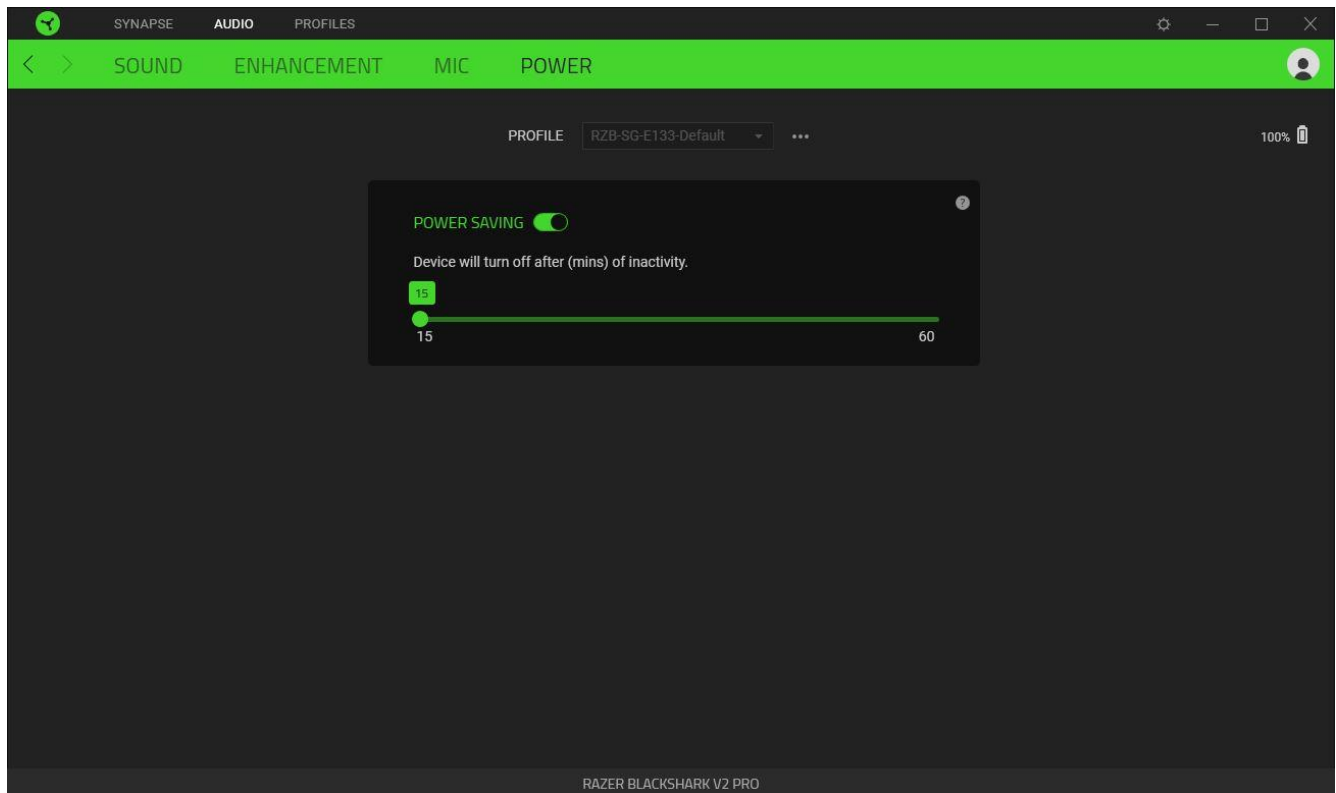 SYNAPSE AUDIO PROFILES
SOUND ENHANCEMENT MIC POWER
PROFILE RZB-SG-E133-Default 100%
?
POWER SAVING
Device will turn off after (mins) of inactivity.
15
15 60
RAZER BLACKSHARK V2 PRO